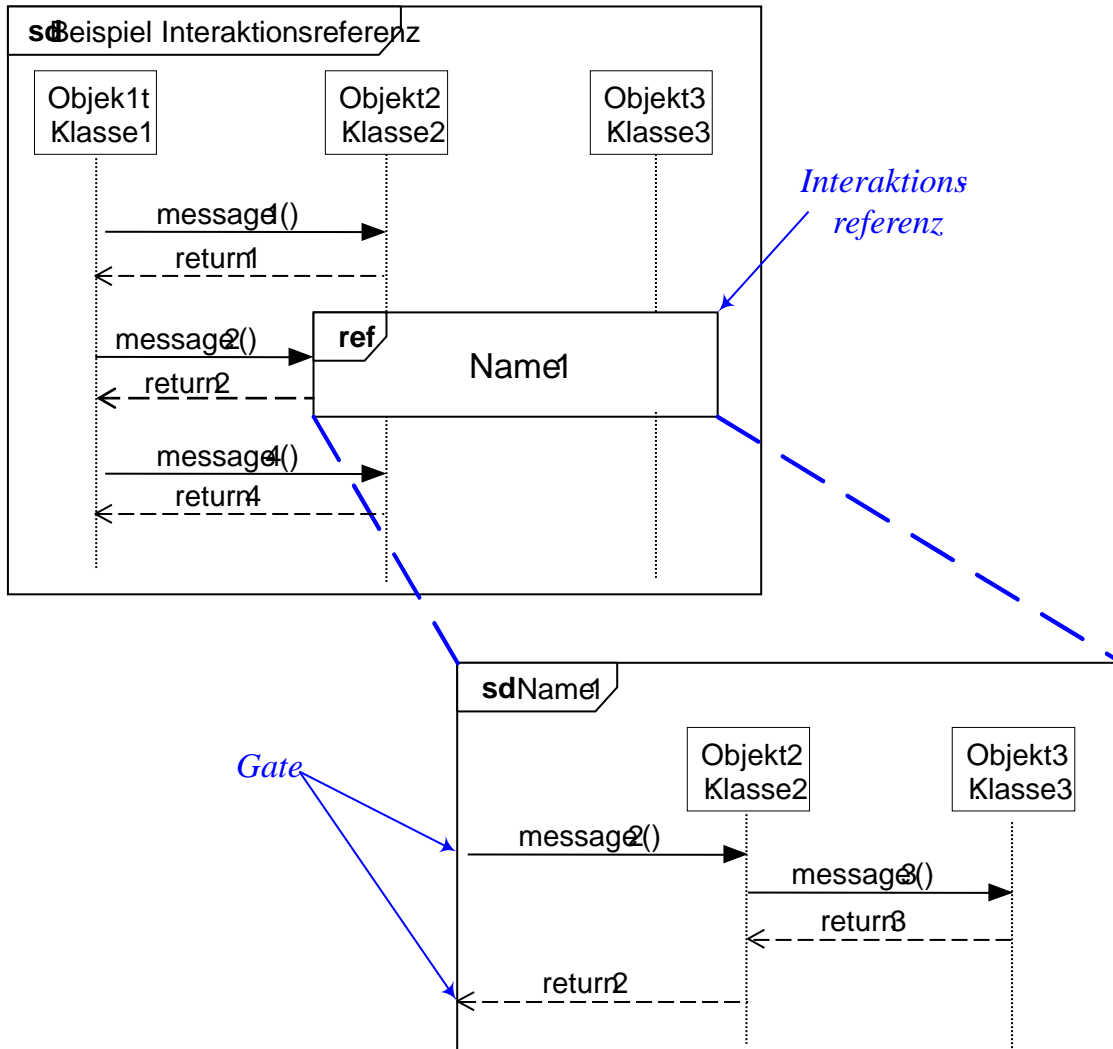 sd Beispiel Interaktionsreferenz
Objek1t
:Klasse1
Objekt2
:Klasse2
Objekt3
:Klasse3
Interaktions-
referenz
message1()
return1
message2()
ref
Name1
return2
message4()
return4
sd Name1
Gate
Objekt2
:Klasse2
Objekt3
:Klasse3
message2()
message3()
return3
return2